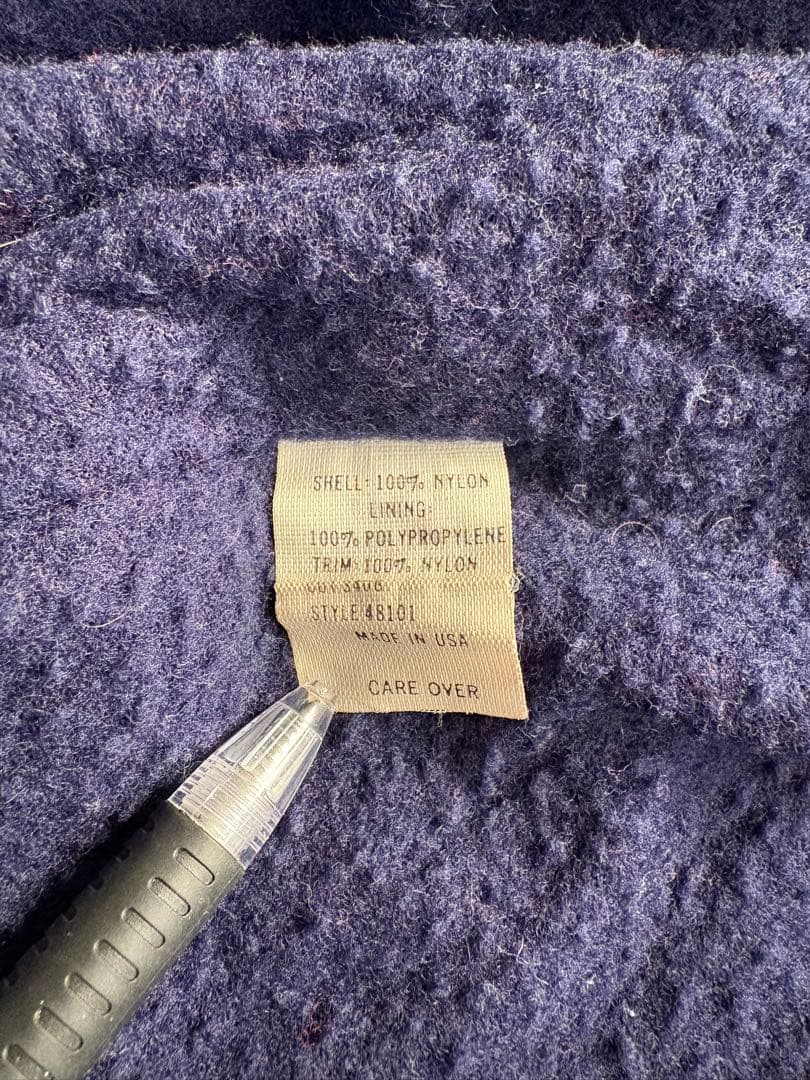 SHELL: 100% NYLON
LINING:
100% POLYPROPYLENE
TRIM: 100% NYLON
STYLE 48101
MADE IN USA
CARE OVER